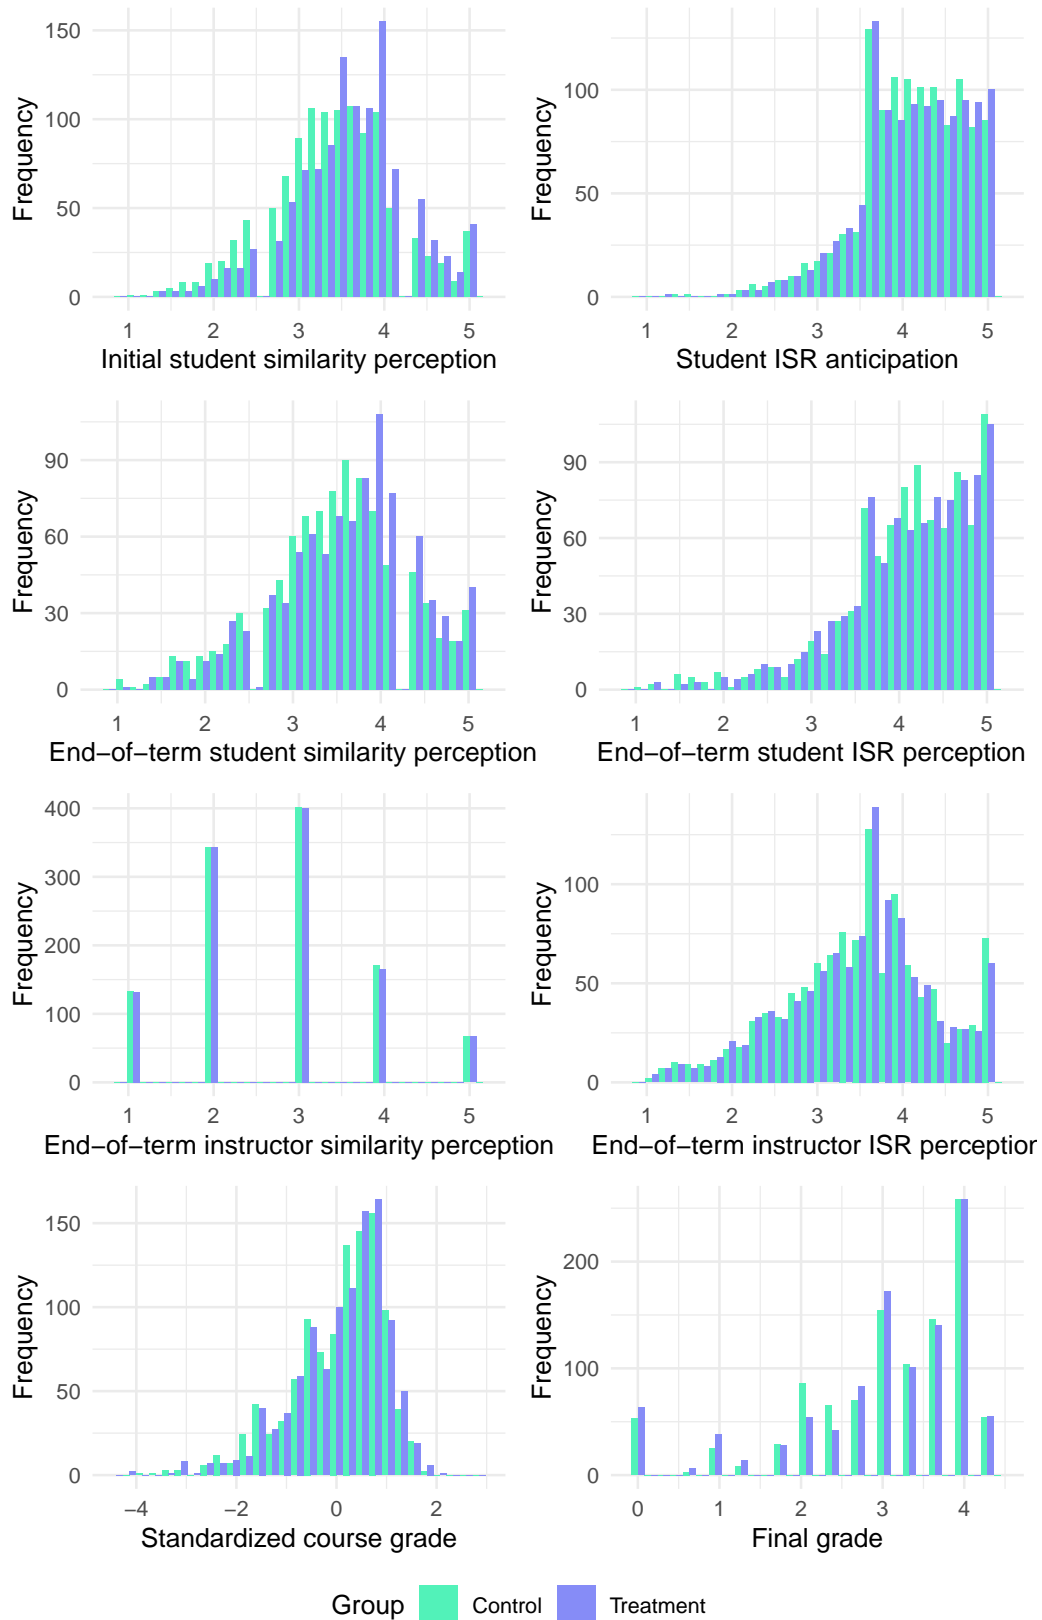 Frequency
150
100
50
0
1 2 3 4 5
Initial student similarity perception
Frequency
100
50
0
1 2 3 4 5
Student ISR anticipation
Frequency
90
60
30
0
1 2 3 4 5
End−of−term student similarity perception
Frequency
90
60
30
0
1 2 3 4 5
End−of−term student ISR perception
Frequency
400
300
200
100
0
1 2 3 4 5
End−of−term instructor similarity perception
Frequency
100
50
0
1 2 3 4 5
End−of−term instructor ISR perception
Frequency
150
100
50
0
−4 −2 0 2
Standardized course grade
Frequency
200
100
0
0 1 2 3 4
Final grade
Group Control Treatment